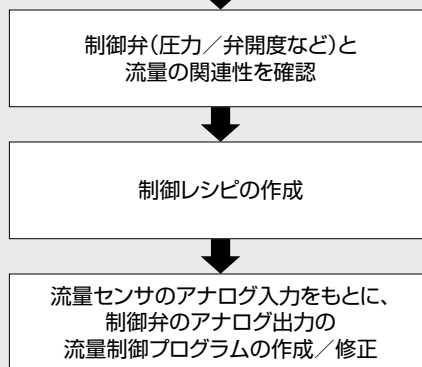 制御弁（圧力／弁開度など）と
流量の関連性を確認
制御レシピの作成
流量センサのアナログ入力をもとに、
制御弁のアナログ出力の
流量制御プログラムの作成／修正